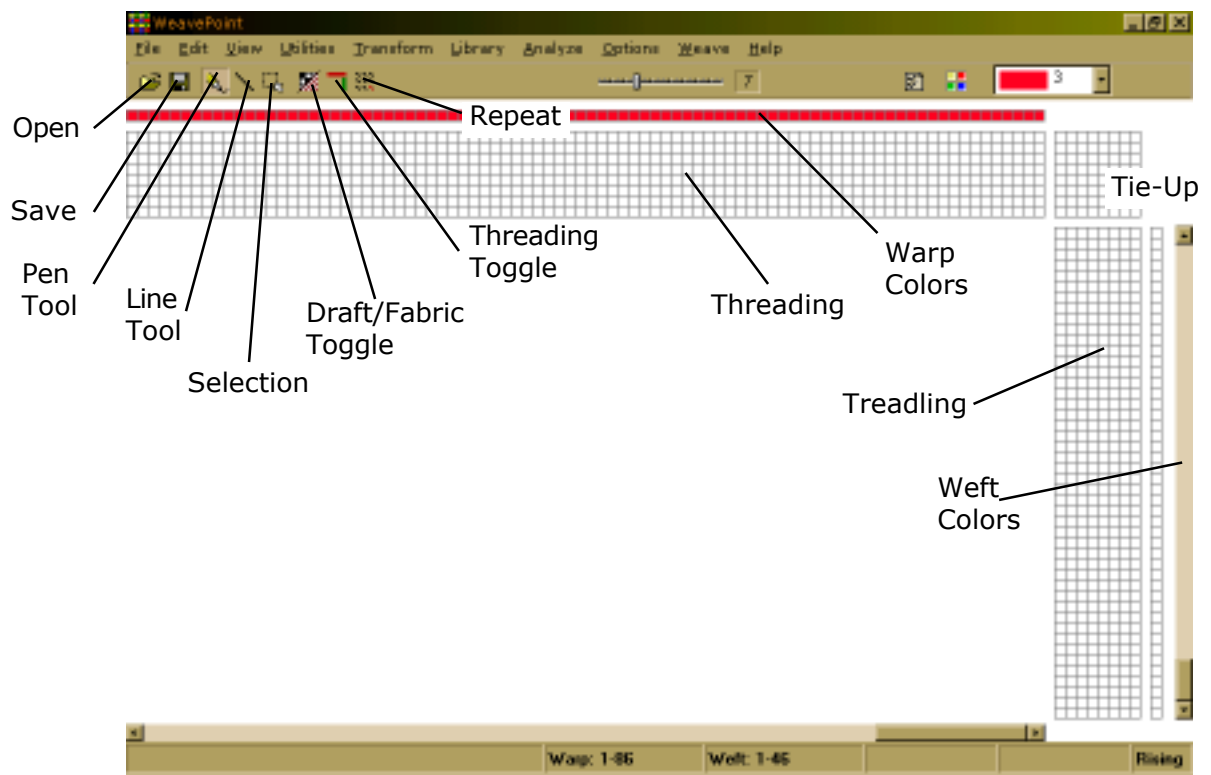 WeavePoint
File Edit View Utilities Transform Library Analyze Options Weave Help
7 3
Open
Repeat
Tie-Up
Save
Threading
Toggle
Warp
Colors
Pen
Tool
Line
Tool
Draft/Fabric
Toggle
Threading
Selection
Treadling
Weft
Colors
Warp: 1-86 Weft: 1-46 Rising